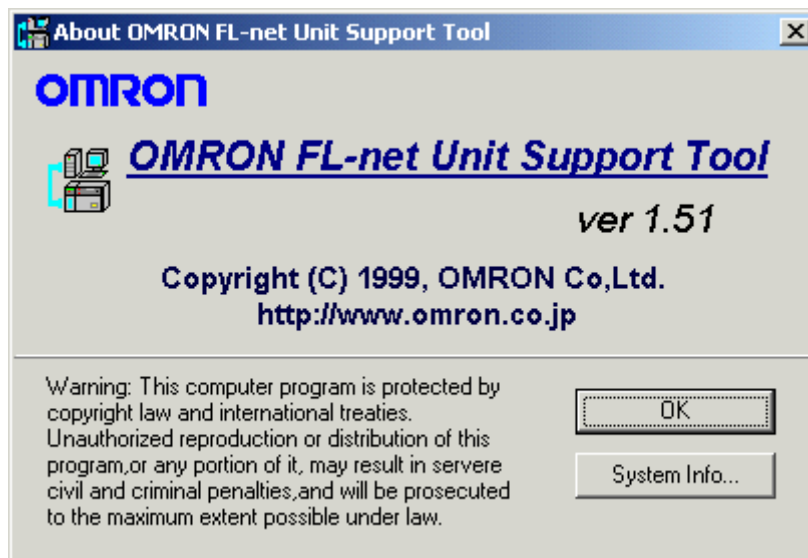 About OMRON FL-net Unit Support Tool
OMRON
OMRON FL-net Unit Support Tool
ver 1.51
Copyright (C) 1999, OMRON Co,Ltd.
http://www.omron.co.jp
Warning: This computer program is protected by
copyright law and international treaties.
Unauthorized reproduction or distribution of this
program,or any portion of it, may result in servere
civil and criminal penalties,and will be prosecuted
to the maximum extent possible under law.
OK
System Info...